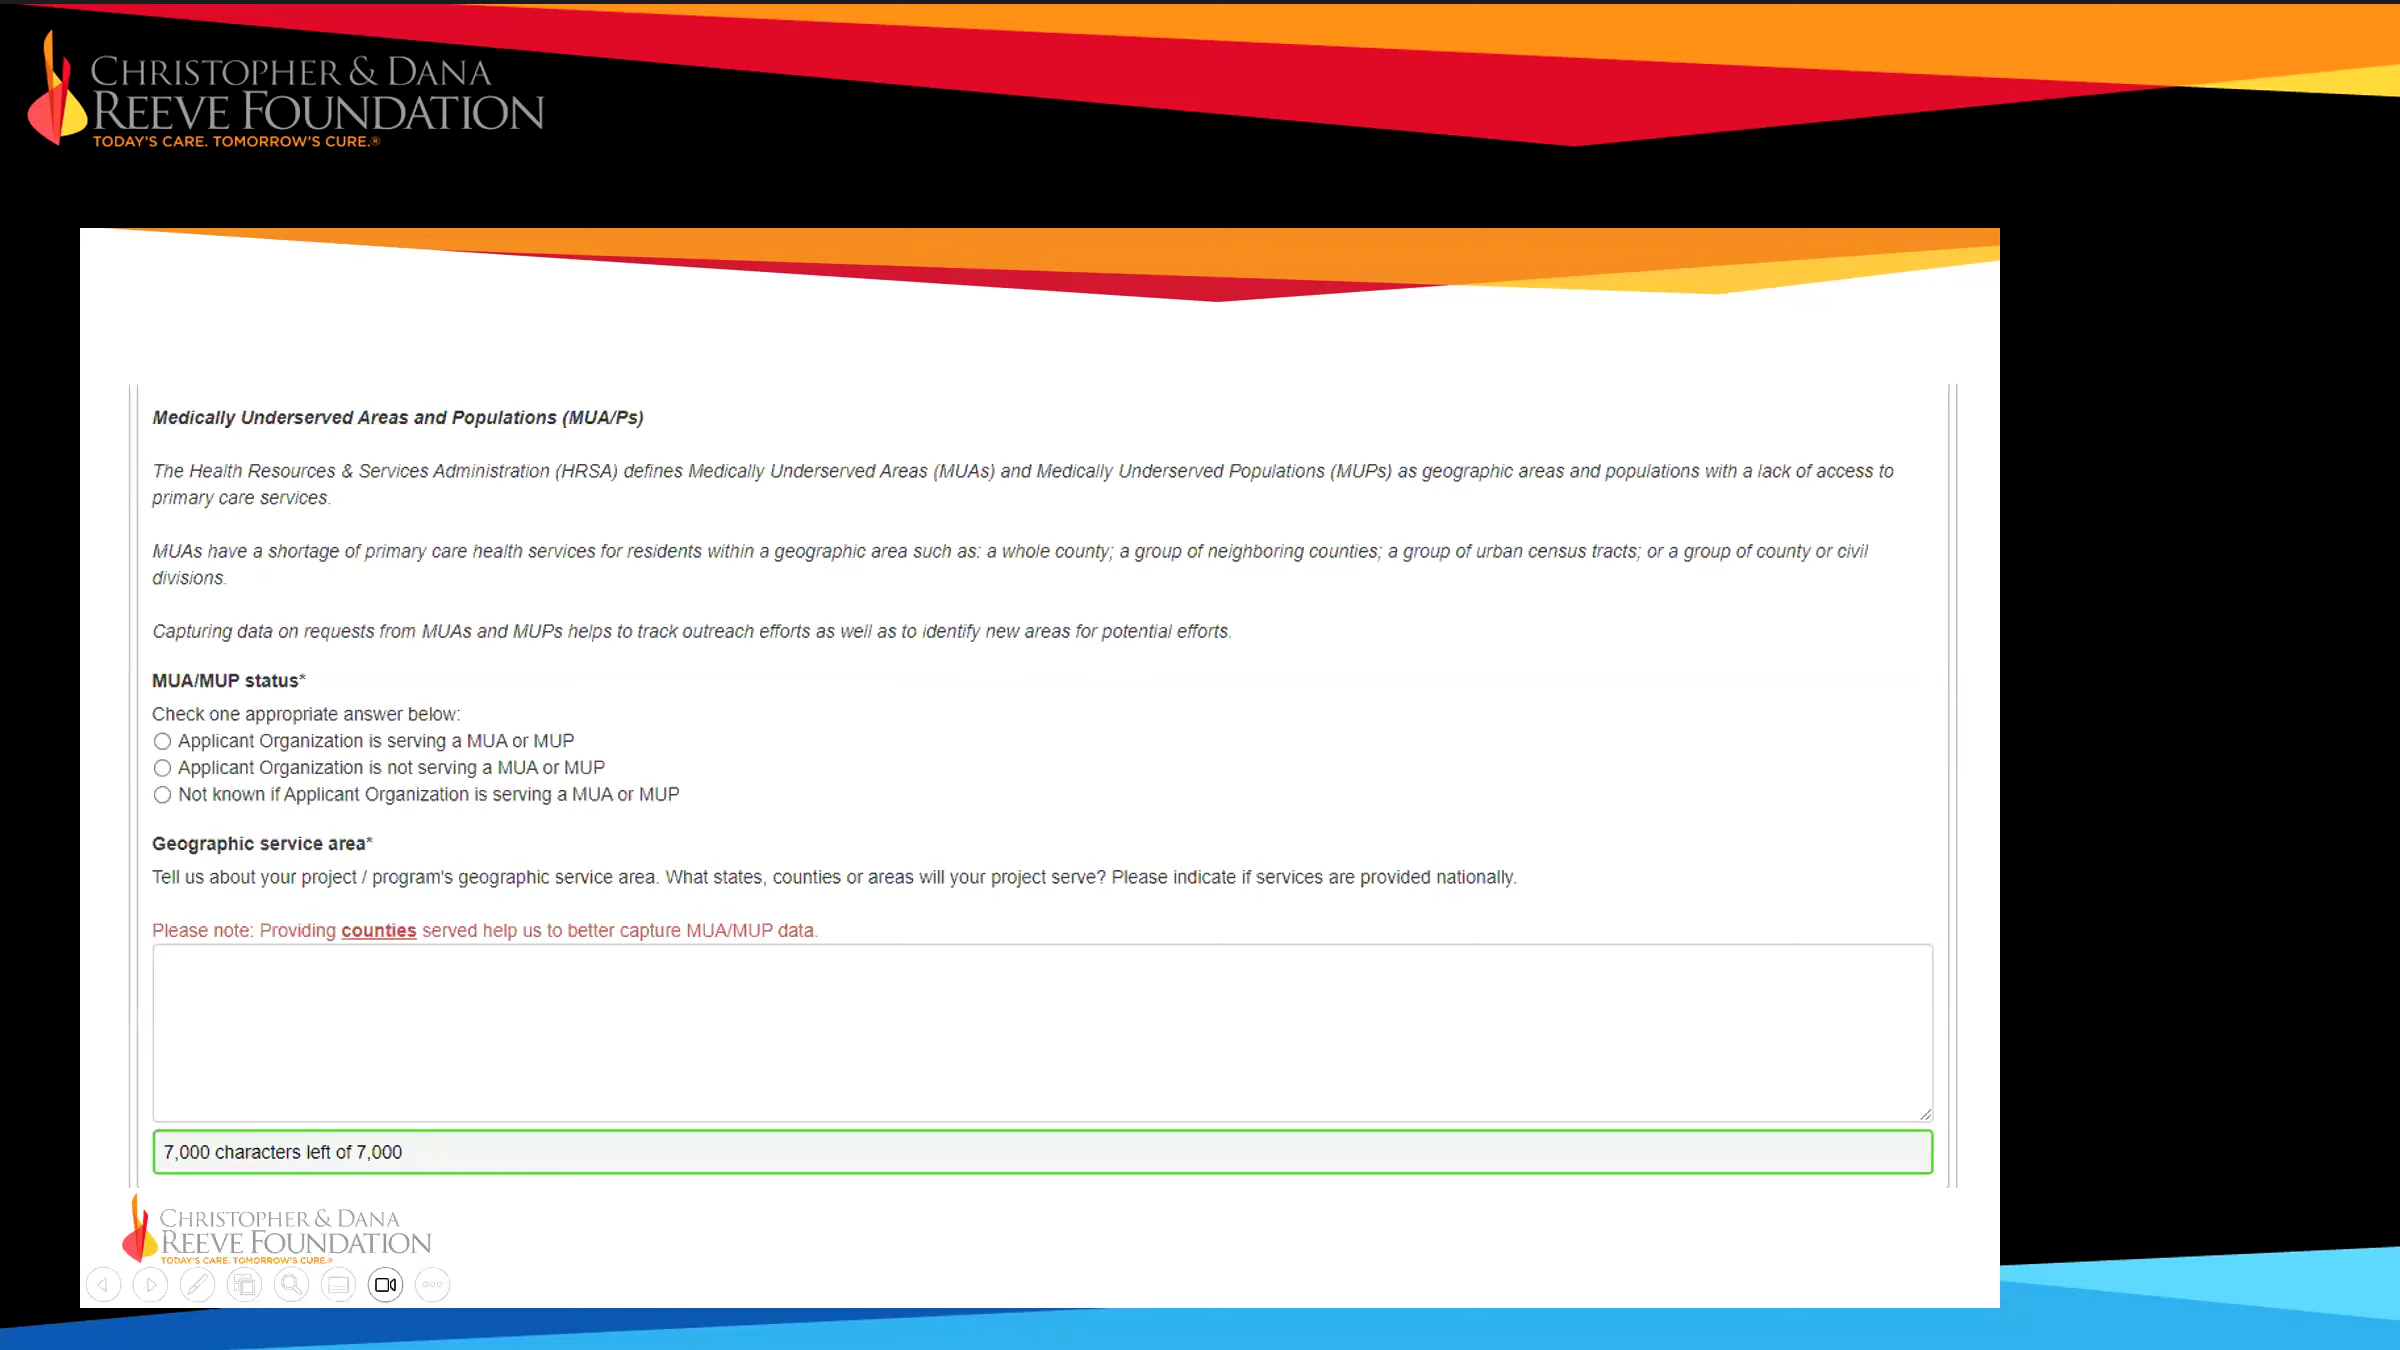 CHRISTOPHER & DANA
REEVE FOUNDATION
TODAY'S CARE. TOMORROW'S CURE.®
Medically Underserved Areas and Populations (MUA/Ps)
The Health Resources & Services Administration (HRSA) defines Medically Underserved Areas (MUAs) and Medically Underserved Populations (MUPs) as geographic areas and populations with a lack of access to
primary care services.
MUAs have a shortage of primary care health services for residents within a geographic area such as: a whole county; a group of neighboring counties; a group of urban census tracts; or a group of county or civil
divisions.
Capturing data on requests from MUAs and MUPs helps to track outreach efforts as well as to identify new areas for potential efforts.
MUA/MUP status*
Check one appropriate answer below:
Applicant Organization is serving a MUA or MUP
Applicant Organization is not serving a MUA or MUP
Not known if Applicant Organization is serving a MUA or MUP
Geographic service area*
Tell us about your project / program's geographic service area. What states, counties or areas will your project serve? Please indicate if services are provided nationally.
Please note: Providing counties served help us to better capture MUA/MUP data.
7,000 characters left of 7,000
CHRISTOPHER & DANA
REEVE FOUNDATION
TODAY'S CARE. TOMORROW'S CURE.®